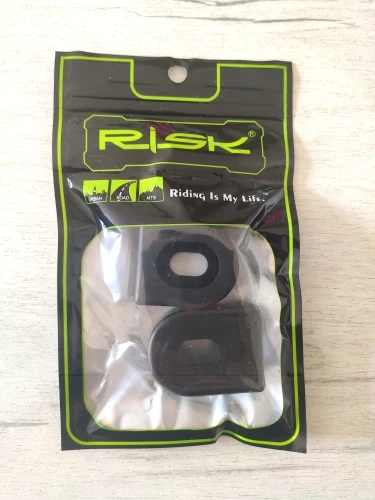 RISK®
URBAN ROAD MTB
Riding Is My Life.